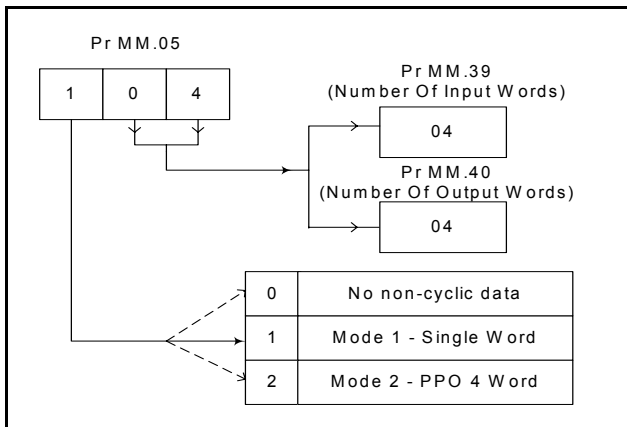 Pr MM.05
1 0 4
Pr MM.39
(Number Of Input Words)
04
Pr MM.40
(Number Of Output Words)
04
0 No non-cyclic data
1 Mode 1 - Single Word
2 Mode 2 - PPO 4 Word